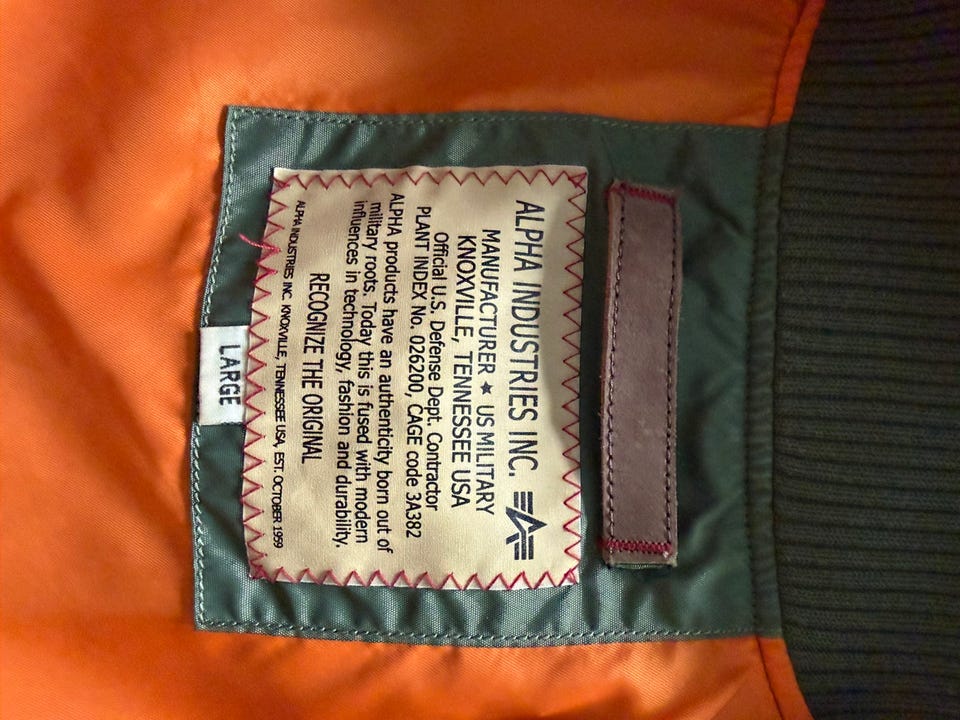 ALPHA INDUSTRIES INC.
MANUFACTURER ★ US MILITARY
KNOXVILLE, TENNESSEE USA
Official U.S. Defense Dept. Contractor
PLANT INDEX No. 026200, CAGE code 3A382
ALPHA products have an authenticity born out of
military roots. Today this is fused with modern
influences in technology, fashion and durability.
RECOGNIZE THE ORIGINAL
ALPHA INDUSTRIES INC. KNOXVILLE, TENNESSEE USA, EST. OCTOBER 1959
LARGE